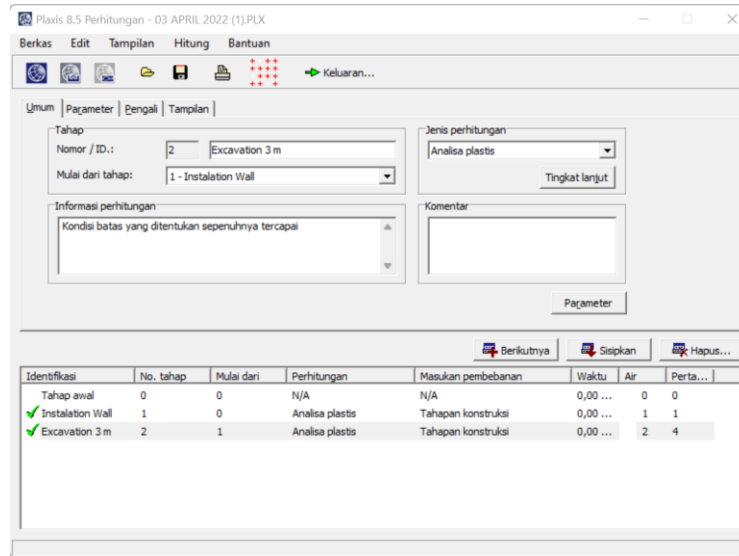 Plaxis 8.5 Perhitungan - 03 APRIL 2022 (1).PLX
Berkas Edit Tampilan Hitung Bantuan
Keluaran...
Umum Parameter Pengali Tampilan
Tahap
Nomor / ID.: 2 Excavation 3 m
Mulai dari tahap: 1 - Instalation Wall
Jenis perhitungan
Analisa plastis
Tingkat lanjut
Informasi perhitungan
Kondisi batas yang ditentukan sepenuhnya tercapai
Komentar
Parameter
Berikutnya Sisipkan Hapus...
Identifikasi No. tahap Mulai dari Perhitungan Masukan pembebanan Waktu Air Perta...
Tahap awal 0 0 N/A N/A 0,00 ... 0 0
Instalation Wall 1 0 Analisa plastis Tahapan konstruksi 0,00 ... 1 1
Excavation 3 m 2 1 Analisa plastis Tahapan konstruksi 0,00 ... 2 4